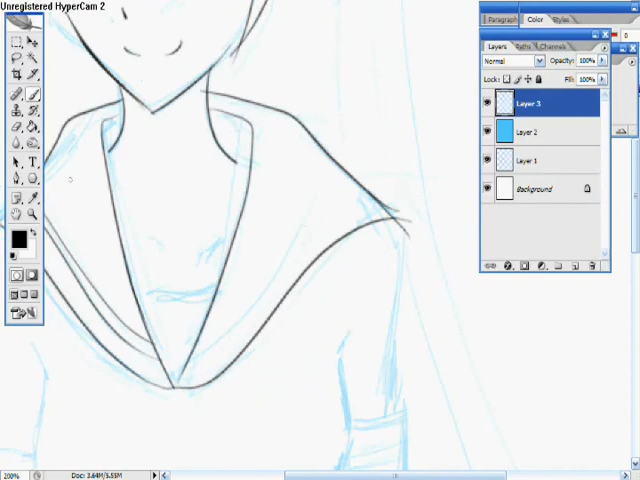 Unregistered HyperCam 2
Paragraph
Color
Styles
0
Layers
Paths
Channels
Normal
Opacity: 100%
Lock:
Fill: 100%
Layer 3
Layer 2
Layer 1
Background
T
200%
Doc: 3.64M/5.55M